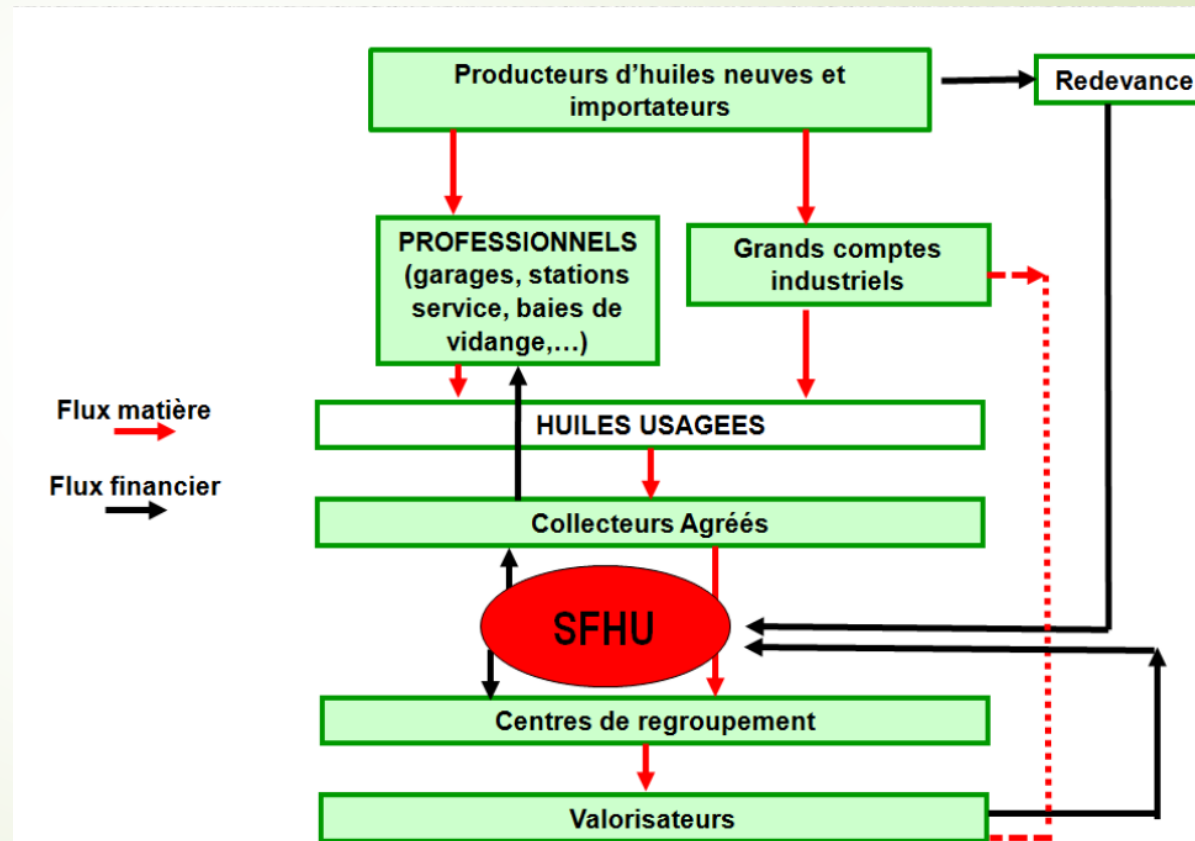 Producteurs d'huiles neuves et
importateurs
Redevance
PROFESSIONNELS
(garages, stations
service, baies de
vidange,…)
Grands comptes
industriels
Flux matière
HUILES USAGEES
Flux financier
Collecteurs Agréés
SFHU
Centres de regroupement
Valorisateurs